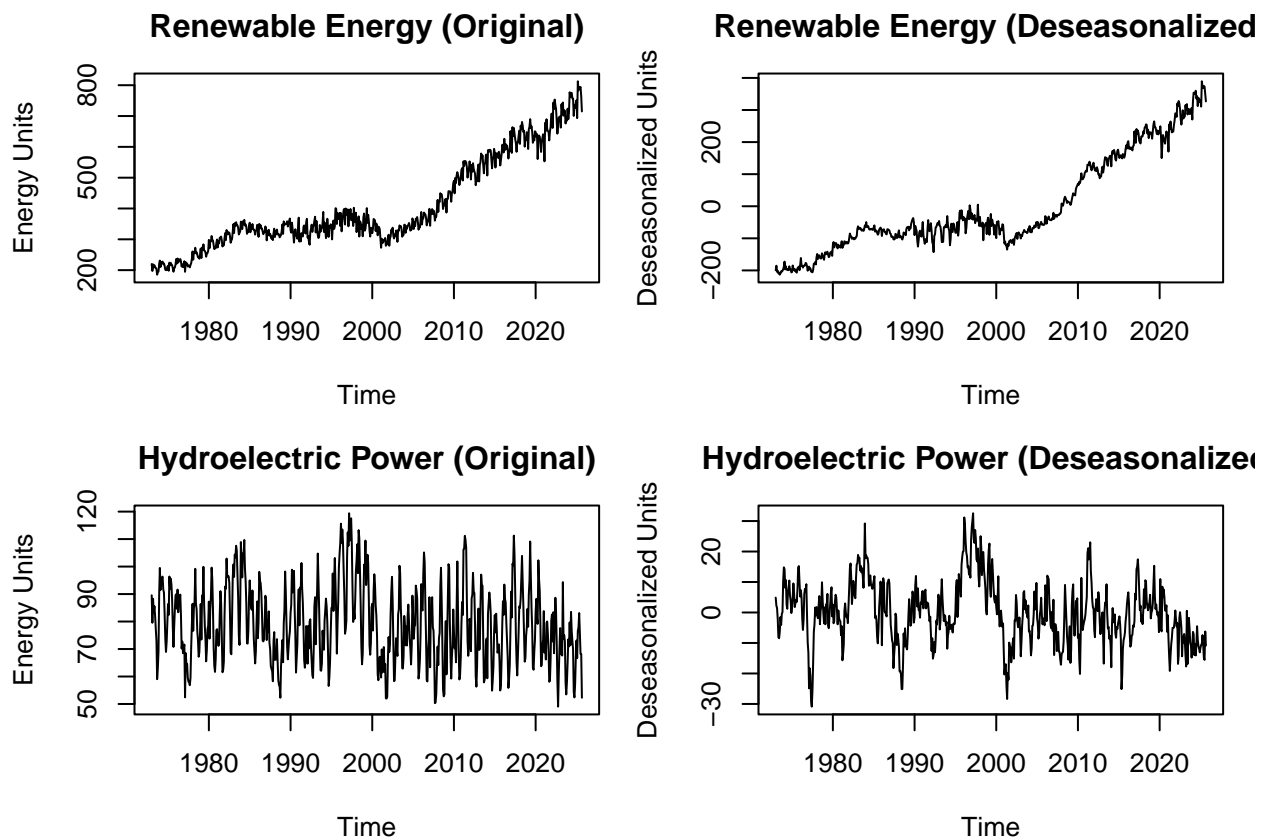 Renewable Energy (Original)
Energy Units
200
500
800
1980
1990
2000
2010
2020
Time
Renewable Energy (Deseasonalized
Deseasonalized Units
−200
0
200
1980
1990
2000
2010
2020
Time
Hydroelectric Power (Original)
Energy Units
50
70
90
120
1980
1990
2000
2010
2020
Time
Hydroelectric Power (Deseasonalized
Deseasonalized Units
−30
0
20
1980
1990
2000
2010
2020
Time